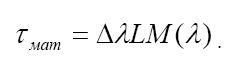 τ_мат = ΔλLM(λ).